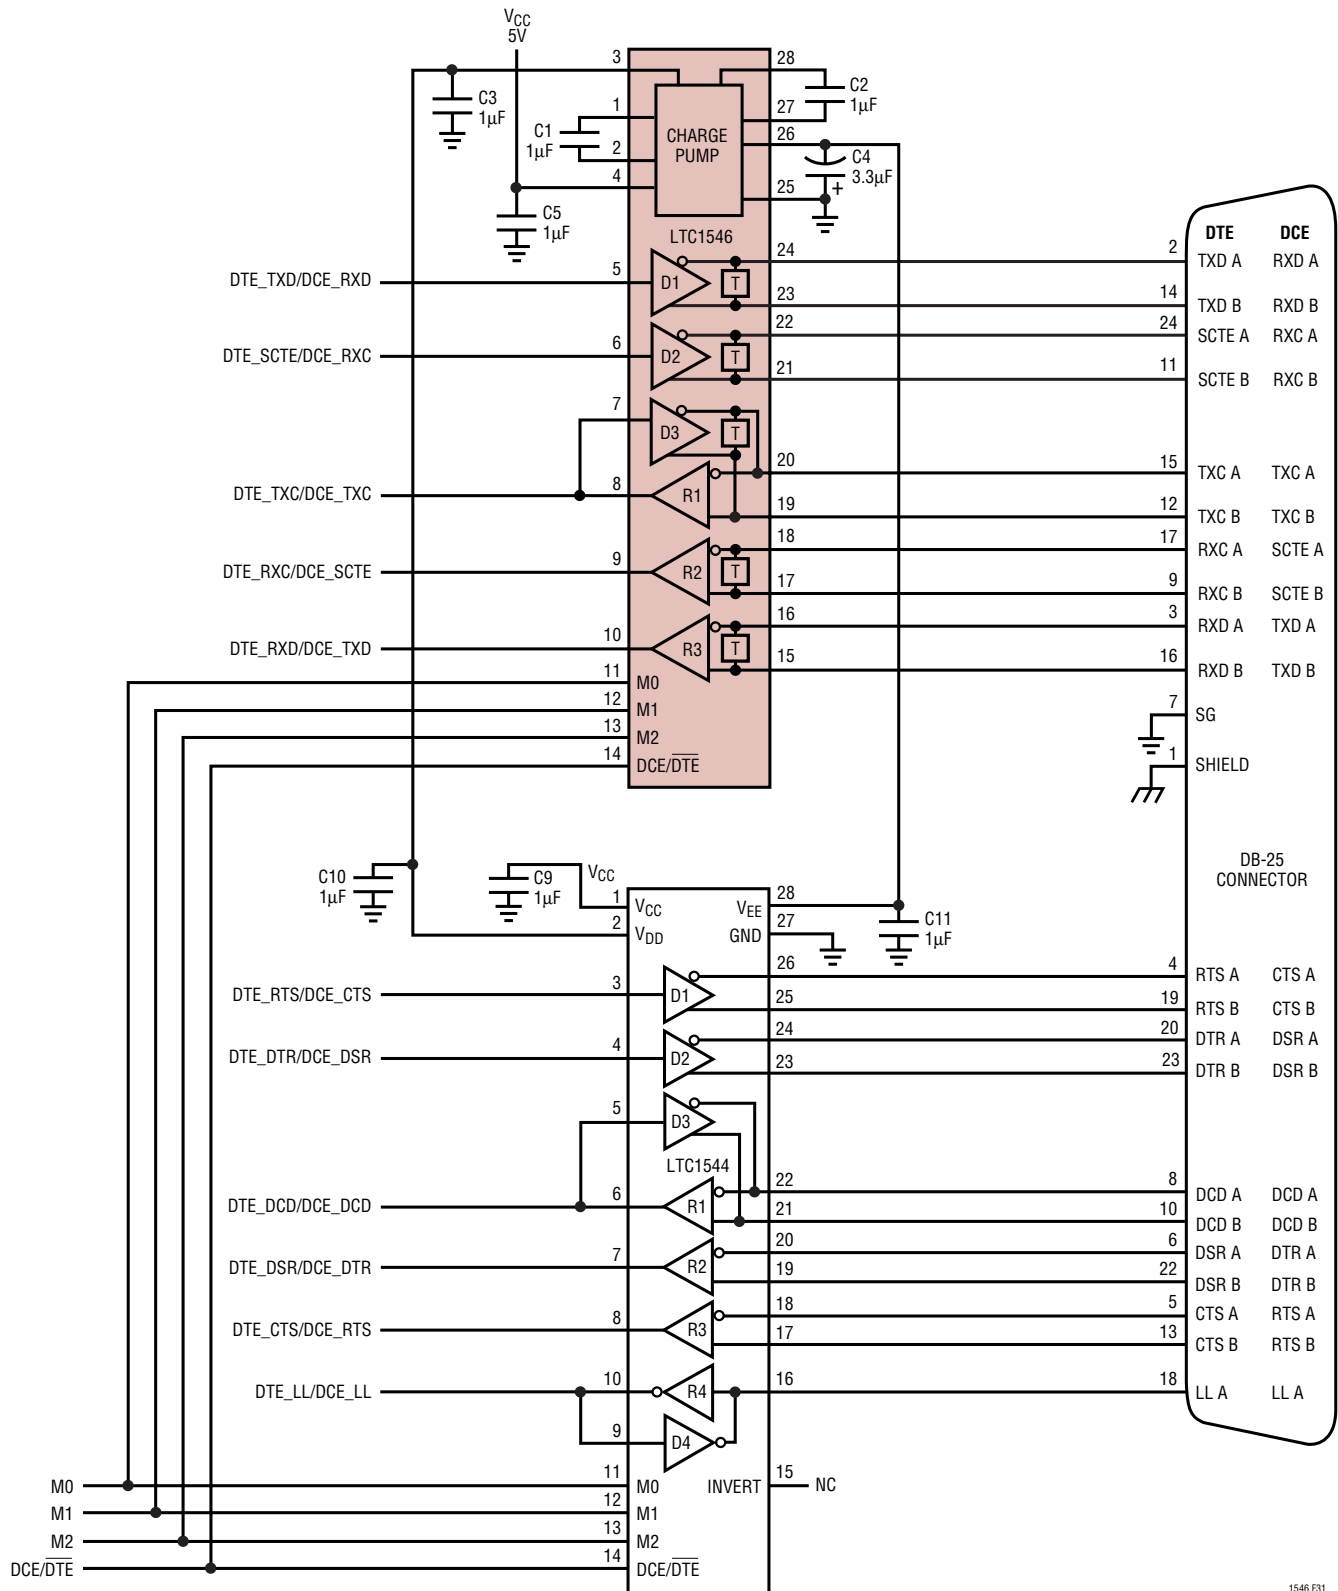 VCC
5V
3
28
C3
1µF
C2
1µF
1
27
C1
1µF
CHARGE
PUMP
26
2
C4
3.3µF
+
4
25
C5
1µF
LTC1546
DTE DCE
DTE_TXD/DCE_RXD
5
D1
T
24
2
TXD A RXD A
23
14
TXD B RXD B
DTE_SCTE/DCE_RXC
6
D2
T
22
24
SCTE A RXC A
21
11
SCTE B RXC B
7
D3
T
20
15
TXC A TXC A
DTE_TXC/DCE_TXC
8
R1
19
12
TXC B TXC B
18
17
RXC A SCTE A
DTE_RXC/DCE_SCTE
9
R2
T
17
9
RXC B SCTE B
16
3
RXD A TXD A
DTE_RXD/DCE_TXD
10
R3
T
15
16
RXD B TXD B
11
M0
12
M1
13
M2
14
DCE/DTE
7
SG
1
SHIELD
DB-25
CONNECTOR
C10
1µF
C9
1µF
VCC
1
VCC
2
VDD
VEE
28
GND
27
C11
1µF
DTE_RTS/DCE_CTS
3
D1
26
4
RTS A CTS A
25
19
RTS B CTS B
DTE_DTR/DCE_DSR
4
D2
24
20
DTR A DSR A
23
23
DTR B DSR B
5
D3
LTC1544
DTE_DCD/DCE_DCD
6
R1
22
8
DCD A DCD A
21
10
DCD B DCD B
DTE_DSR/DCE_DTR
7
R2
20
6
DSR A DTR A
19
22
DSR B DTR B
DTE_CTS/DCE_RTS
8
R3
18
5
CTS A RTS A
17
13
CTS B RTS B
DTE_LL/DCE_LL
10
R4
16
18
LL A LL A
9
D4
M0
11
M0
INVERT
15
NC
M1
12
M1
M2
13
M2
DCE/DTE
14
DCE/DTE
1546 F31